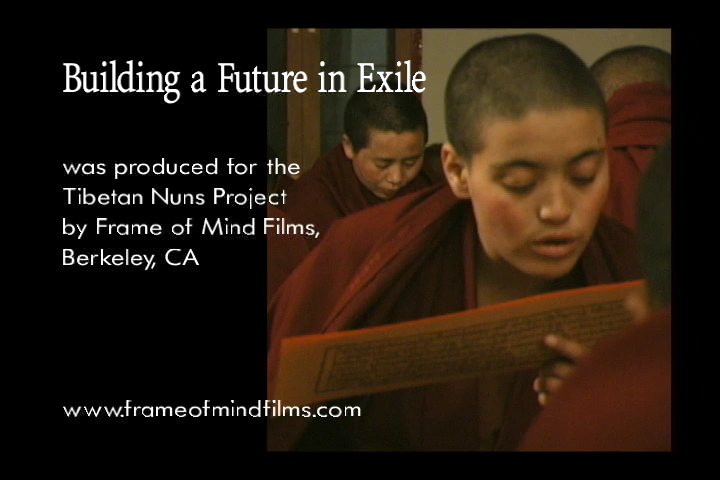 Building a Future in Exile
was produced for the
Tibetan Nuns Project
by Frame of Mind Films,
Berkeley, CA
www.frameofmindfilms.com